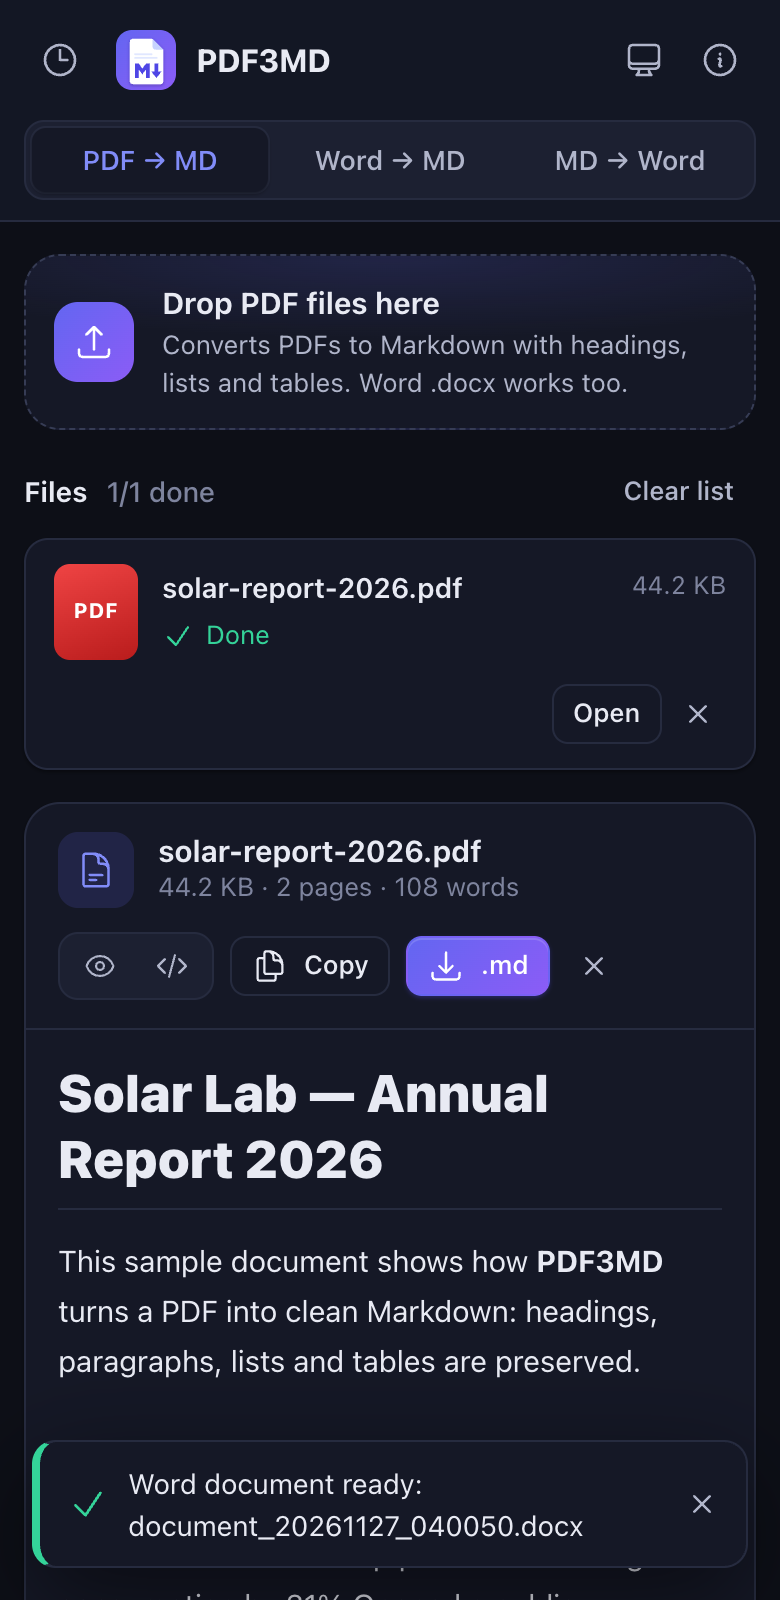 PDF3MD
PDF → MD
Word → MD
MD → Word
Drop PDF files here
Converts PDFs to Markdown with headings,
lists and tables. Word .docx works too.
Files 1/1 done
Clear list
PDF
solar-report-2026.pdf
44.2 KB
Done
Open
solar-report-2026.pdf
44.2 KB · 2 pages · 108 words
Copy
.md
Solar Lab — Annual
Report 2026
This sample document shows how PDF3MD
turns a PDF into clean Markdown: headings,
paragraphs, lists and tables are preserved.
Word document ready:
document_20261127_040050.docx